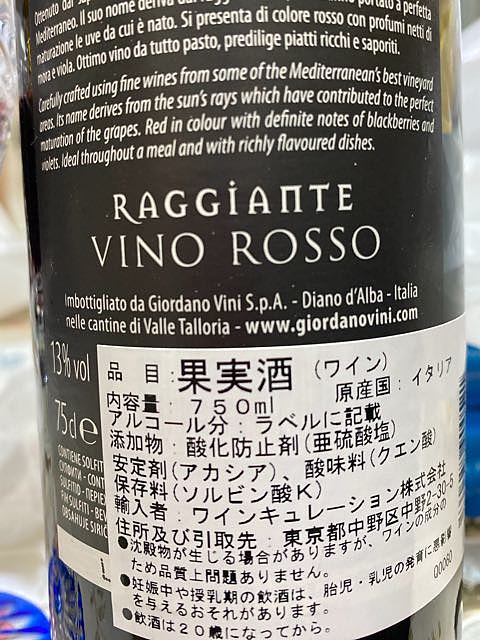 ottenuto dal
portato a perfetta
Mediterraneo. Il suo nome deriva dai
maturazione le uve da cui è nato. Si presenta di colore rosso con profumi netti di
mora e viola. Ottimo vino da tutto pasto, predilige piatti ricchi e saporiti.
Carefully crafted using fine wines from some of the Mediterranean's best vineyard
areas. Its name derives from the sun's rays which have contributed to the perfect
maturation of the grapes. Red in colour with definite notes of blackberries and
violets. Ideal throughout a meal and with richly flavoured dishes.
RAGGiANTE
VINO ROSSO
Imbottigliato da Giordano Vini S.p.A. - Diano d'Alba - Italia
nelle cantine di Valle Talloria - www.giordanovini.com
13% vol
75cl e
CONTIENE SOLFITI
SULFITID - ΠΕΡΙΕΧ
OBSAHUJE SIRIČ
品 目:果実酒 (ワイン)
内容量: 750ml 原産国: イタリア
アルコール分: ラベルに記載
添加物: 酸化防止剤(亜硫酸塩)
安定剤(アカシア)、酸味料(クエン酸)
保存料(ソルビン酸K)
輸入者: ワインキュレーション株式会社
住所及び引取先: 東京都中野区中野2-30-5
●沈殿物が生じる場合がありますが、ワインの成分の
ため品質上問題ありません。
●妊娠中や授乳期の飲酒は、胎児・乳児の発育に悪影響
を与えるおそれがあります。 Q0060
●飲酒は20歳になってから。